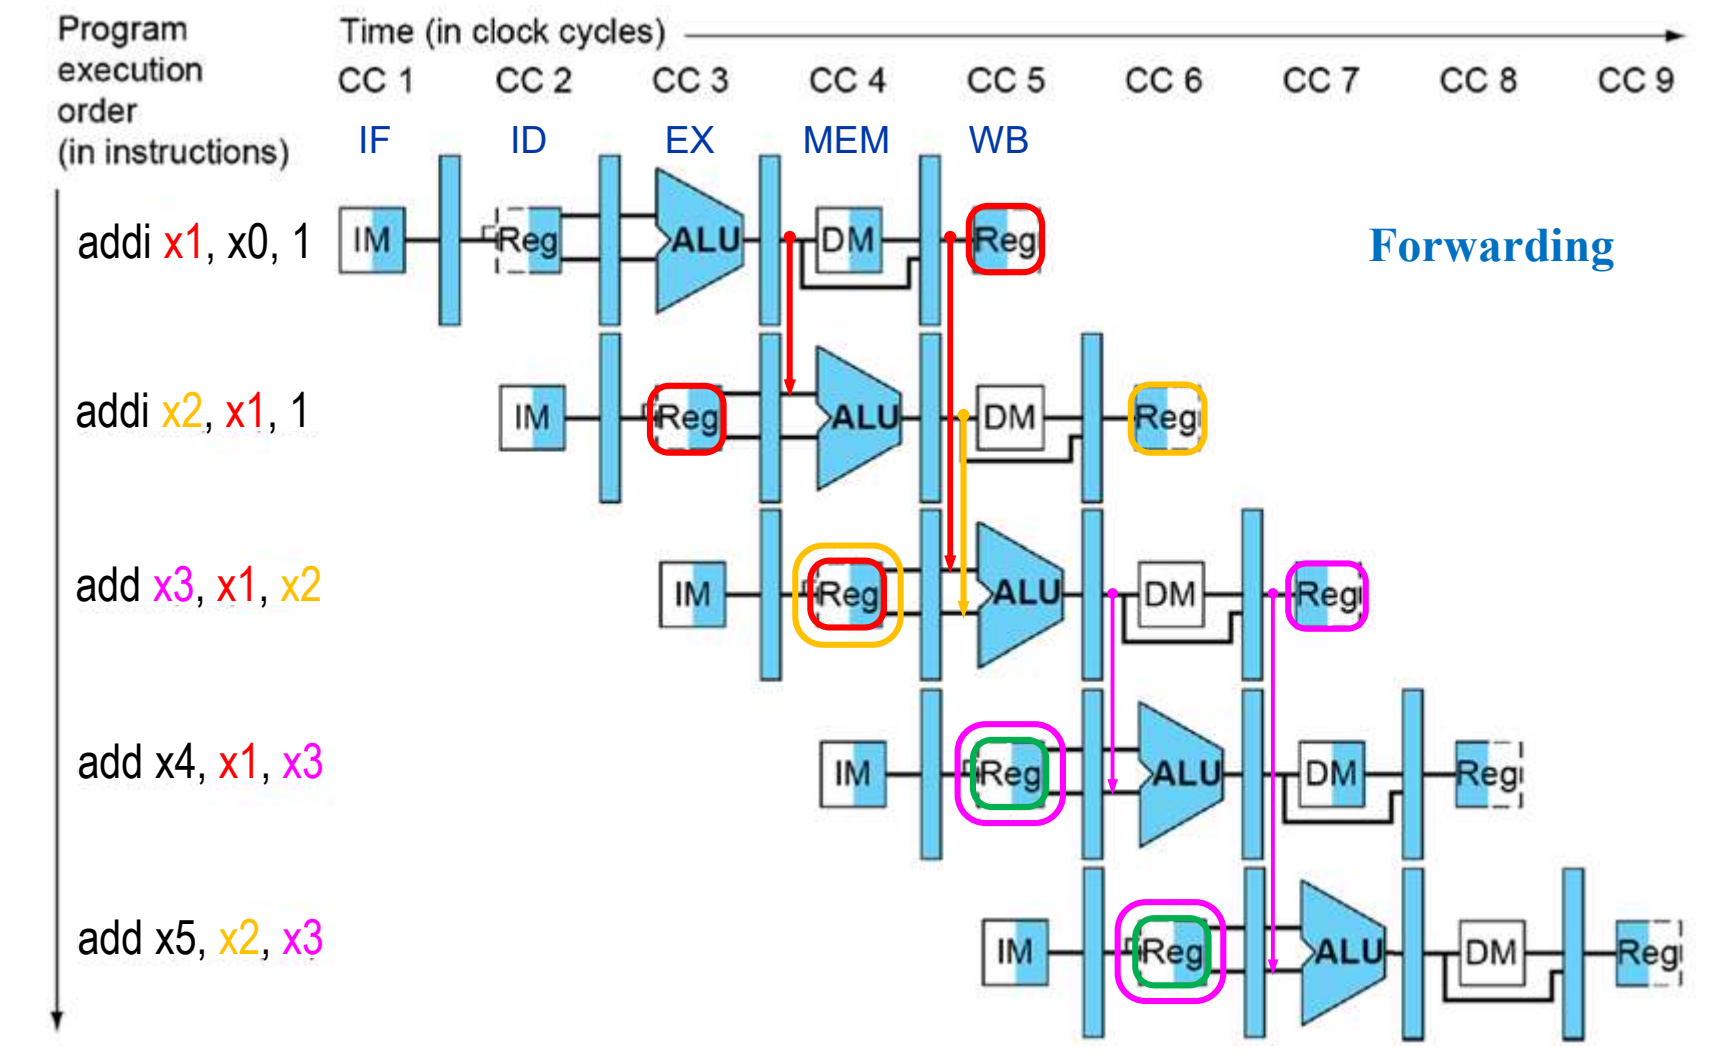 Program
execution
order
(in instructions)
Time (in clock cycles)
CC 1 CC 2 CC 3 CC 4 CC 5 CC 6 CC 7 CC 8 CC 9
IF ID EX MEM WB
addi x1, x0, 1
IM Reg ALU DM Reg
Forwarding
addi x2, x1, 1
IM Reg ALU DM Reg
add x3, x1, x2
IM Reg ALU DM Reg
add x4, x1, x3
IM Reg ALU DM Reg
add x5, x2, x3
IM Reg ALU DM Reg